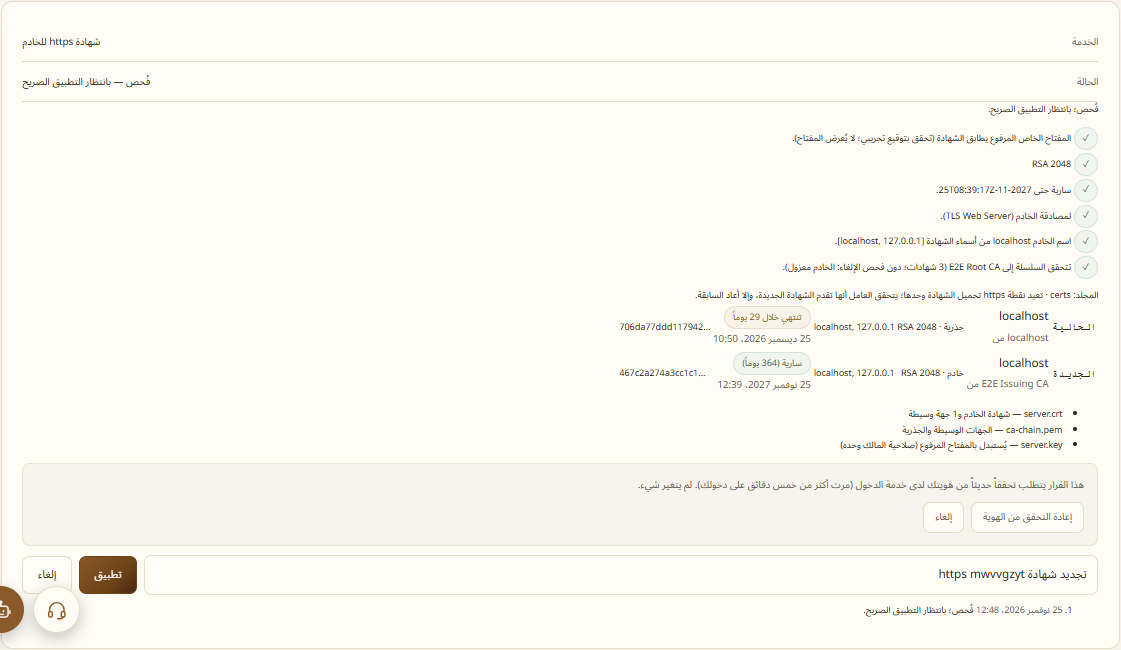 الخدمة شهادة https للخادم
الحالة فُحص — بانتظار التطبيق الصريح
فُحص؛ بانتظار التطبيق الصريح.
✓ المفتاح الخاص المرفوع يطابق الشهادة (تحقق بتوقيع تجريبي؛ لا يُعرض المفتاح).
✓ RSA 2048
✓ سارية حتى 2027-11-25T08:39:17Z.
✓ لمصادقة الخادم (TLS Web Server).
✓ اسم الخادم localhost من أسماء الشهادة [localhost, 127.0.0.1].
✓ تتحقق السلسلة إلى E2E Root CA (3 شهادات؛ دون فحص الإلغاء: الخادم معزول).
المجلد: certs · تعيد نقطة https تحميل الشهادة وحدها؛ يتحقق العامل أنها تقدم الشهادة الجديدة، وإلا أعاد السابقة.
الحالية localhost جذرية · RSA 2048 localhost, 127.0.0.1 تنتهي خلال 29 يوماً 706da77ddd117942…
من localhost 25 ديسمبر 2026، 10:50
الجديدة localhost خادم · RSA 2048 localhost, 127.0.0.1 سارية (364 يوماً) 467c2a274a3cc1c1…
من E2E Issuing CA 25 نوفمبر 2027، 12:39
• server.crt — شهادة الخادم و1 جهة وسيطة
• ca-chain.pem — الجهات الوسيطة والجذرية
• server.key — يُستبدل بالمفتاح المرفوع (صلاحية المالك وحده)
هذا القرار يتطلب تحققاً حديثاً من هويتك لدى خدمة الدخول (مرت أكثر من خمس دقائق على دخولك). لم يتغير شيء.
إعادة التحقق من الهوية إلغاء
تجديد شهادة https mwvvgzyt تطبيق إلغاء
1. 25 نوفمبر 2026، 12:48 فُحص؛ بانتظار التطبيق الصريح.